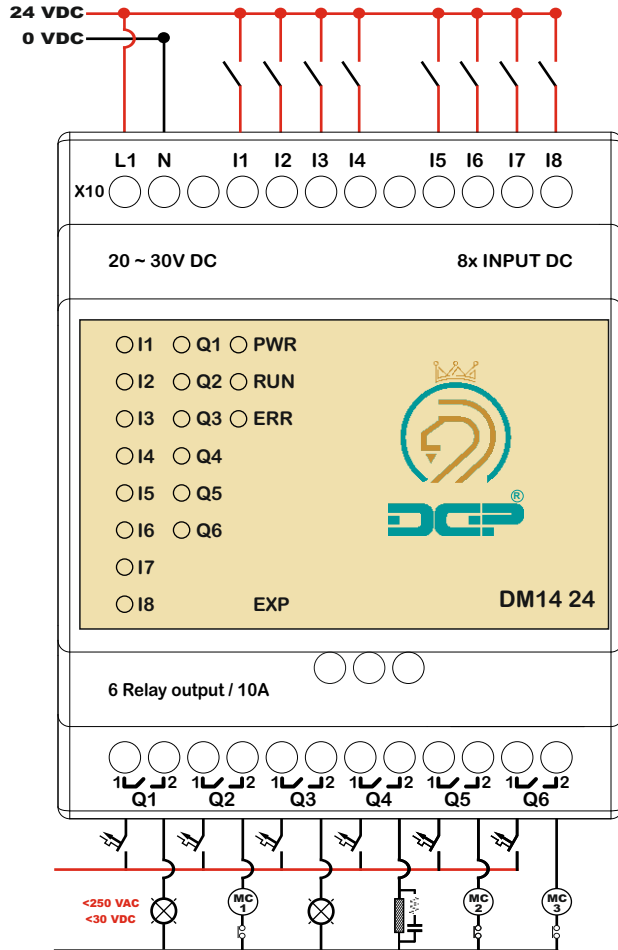 24 VDC
0 VDC
L1 N I1 I2 I3 I4 I5 I6 I7 I8
X10
20 ~ 30V DC 8x INPUT DC
I1 Q1 PWR
I2 Q2 RUN
I3 Q3 ERR
I4 Q4
I5 Q5
I6 Q6
I7
I8 EXP
DCP ®
DM14 24
6 Relay output / 10A
1 2 1 2 1 2 1 2 1 2 1 2
Q1 Q2 Q3 Q4 Q5 Q6
<250 VAC
<30 VDC
MC 1
MC 2
MC 3